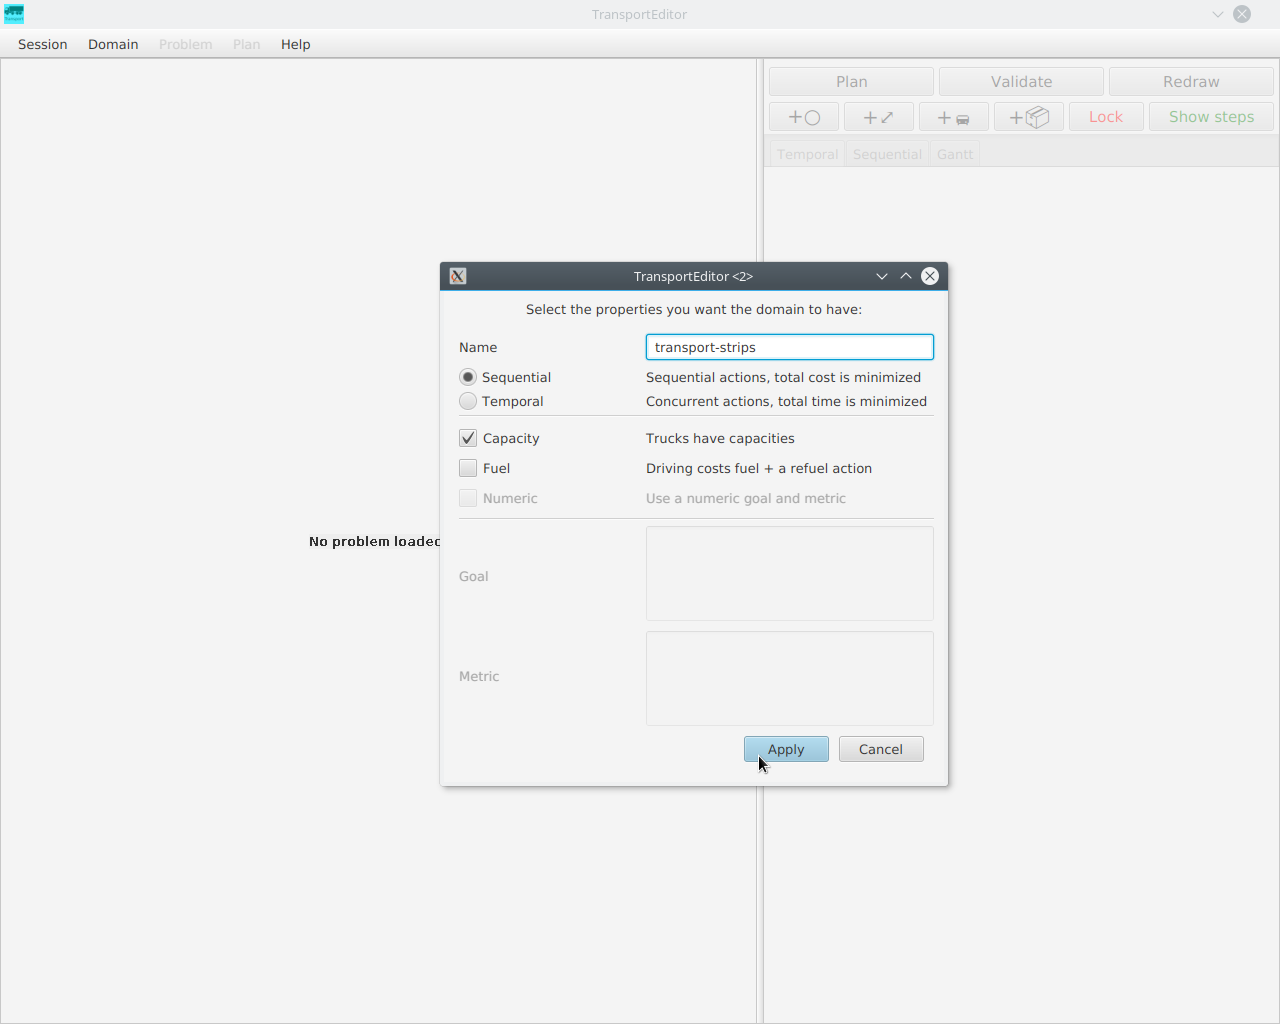 TransportEditor
Session Domain Problem Plan Help
Plan Validate Redraw
+ + + + Lock Show steps
Temporal Sequential Gantt
TransportEditor <2>
Select the properties you want the domain to have:
Name transport-strips
Sequential Sequential actions, total cost is minimized
Temporal Concurrent actions, total time is minimized
Capacity Trucks have capacities
Fuel Driving costs fuel + a refuel action
Numeric Use a numeric goal and metric
No problem loaded
Goal
Metric
Apply Cancel